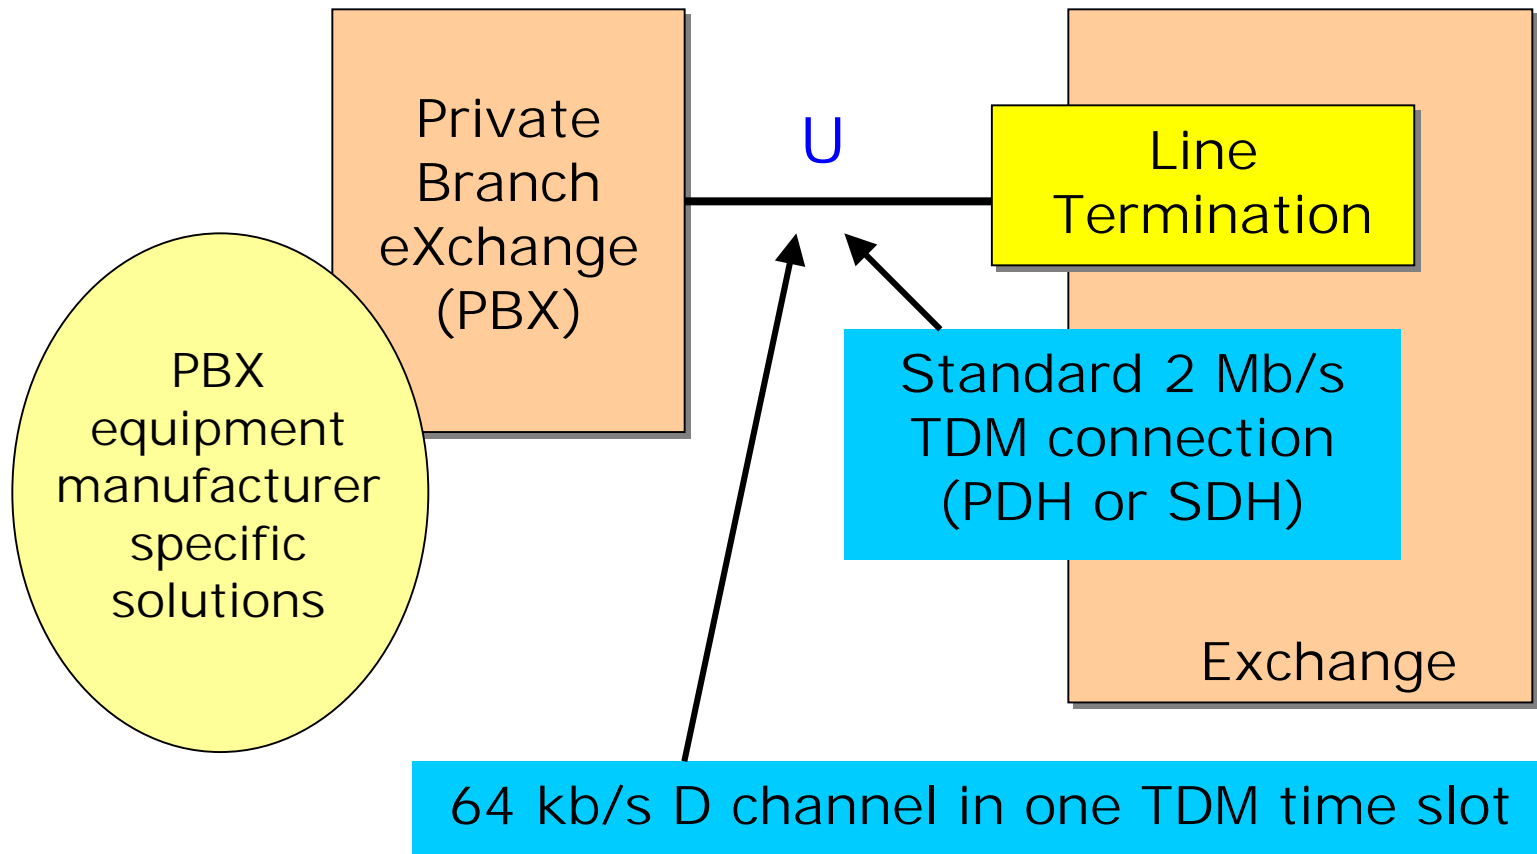 Private
Branch
eXchange
(PBX)
U
Line
Termination
PBX
equipment
manufacturer
specific
solutions
Standard 2 Mb/s
TDM connection
(PDH or SDH)
Exchange
64 kb/s D channel in one TDM time slot